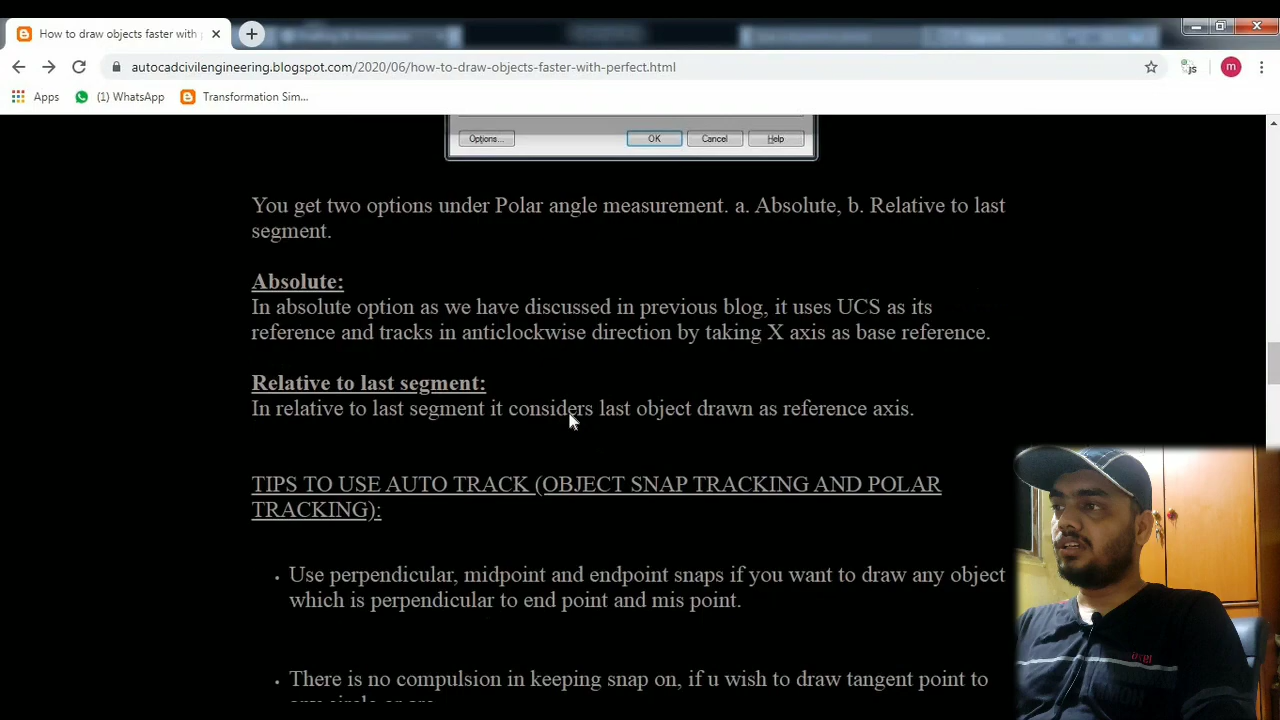 How to draw objects faster with
autocadcivilengineering.blogspot.com/2020/06/how-to-draw-objects-faster-with-perfect.html
JS
m
Apps
(1) WhatsApp
Transformation Sim...
Options...
OK
Cancel
Help
You get two options under Polar angle measurement. a. Absolute, b. Relative to last
segment.
Absolute:
In absolute option as we have discussed in previous blog, it uses UCS as its
reference and tracks in anticlockwise direction by taking X axis as base reference.
Relative to last segment:
In relative to last segment it considers last object drawn as reference axis.
TIPS TO USE AUTO TRACK (OBJECT SNAP TRACKING AND POLAR
TRACKING):
• Use perpendicular, midpoint and endpoint snaps if you want to draw any object
which is perpendicular to end point and mis point.
• There is no compulsion in keeping snap on, if u wish to draw tangent point to